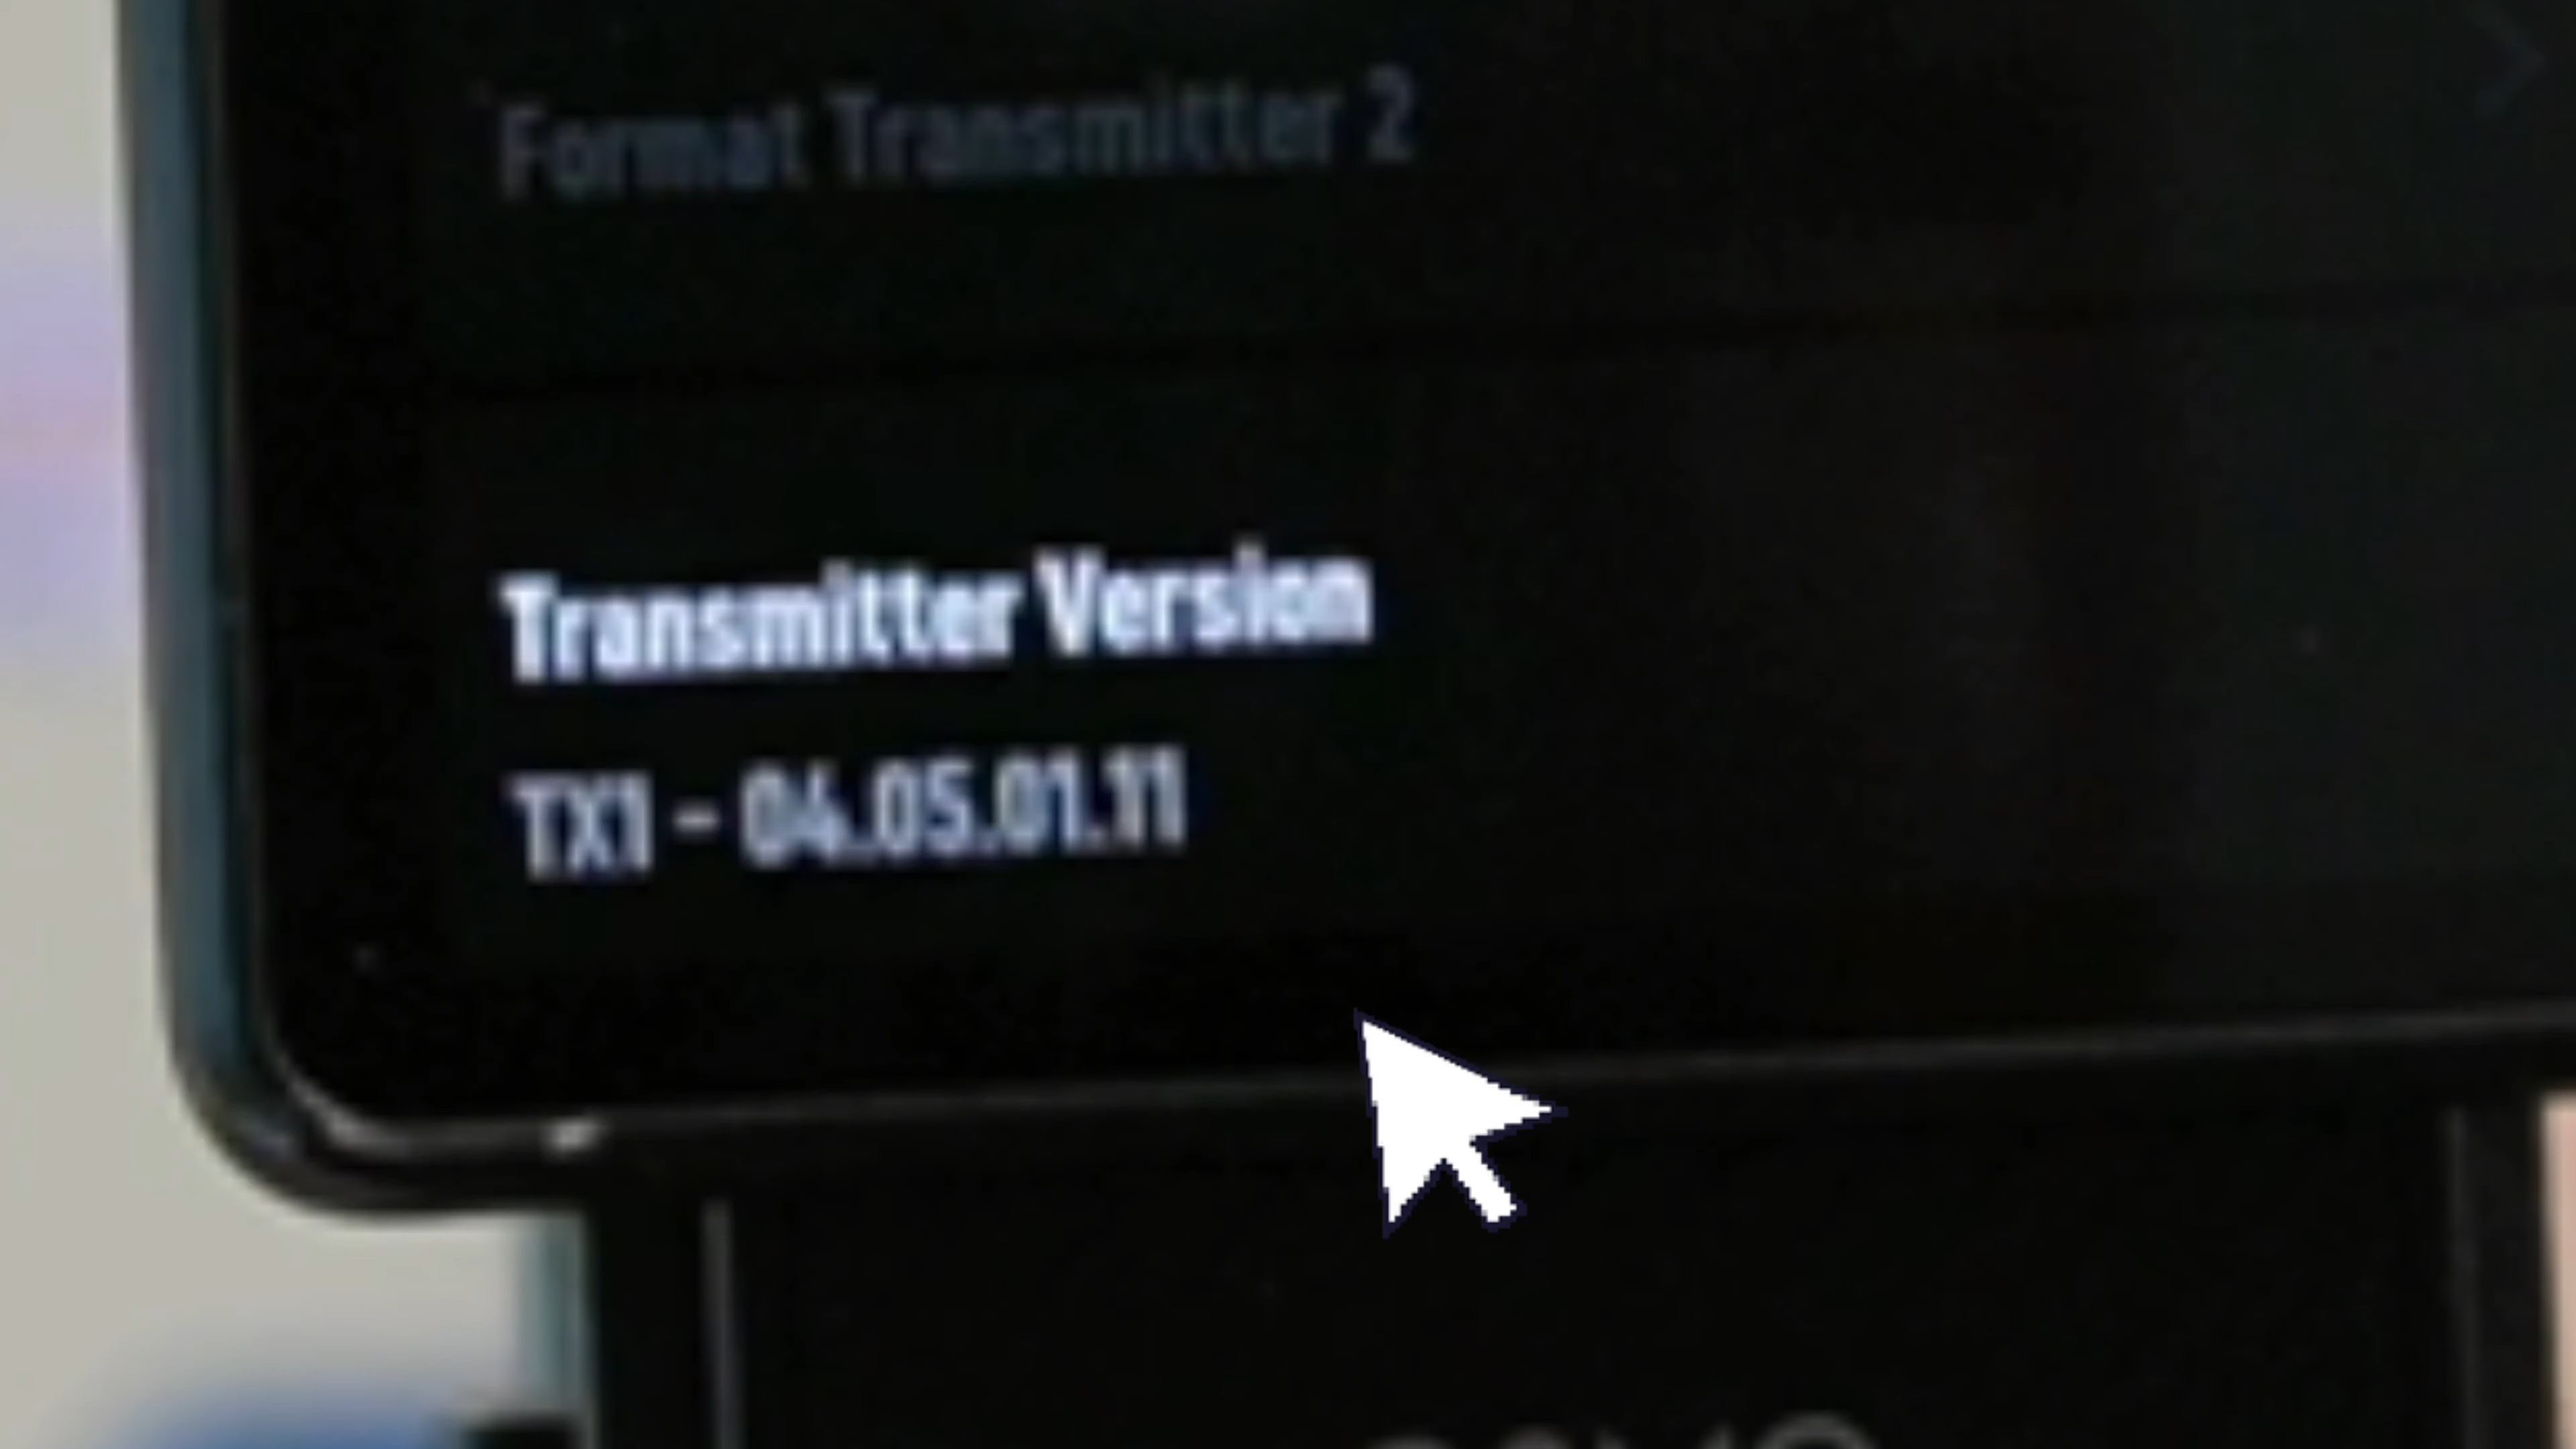 Format Transmitter 2
Transmitter Version
TX1 - 04.05.01.11